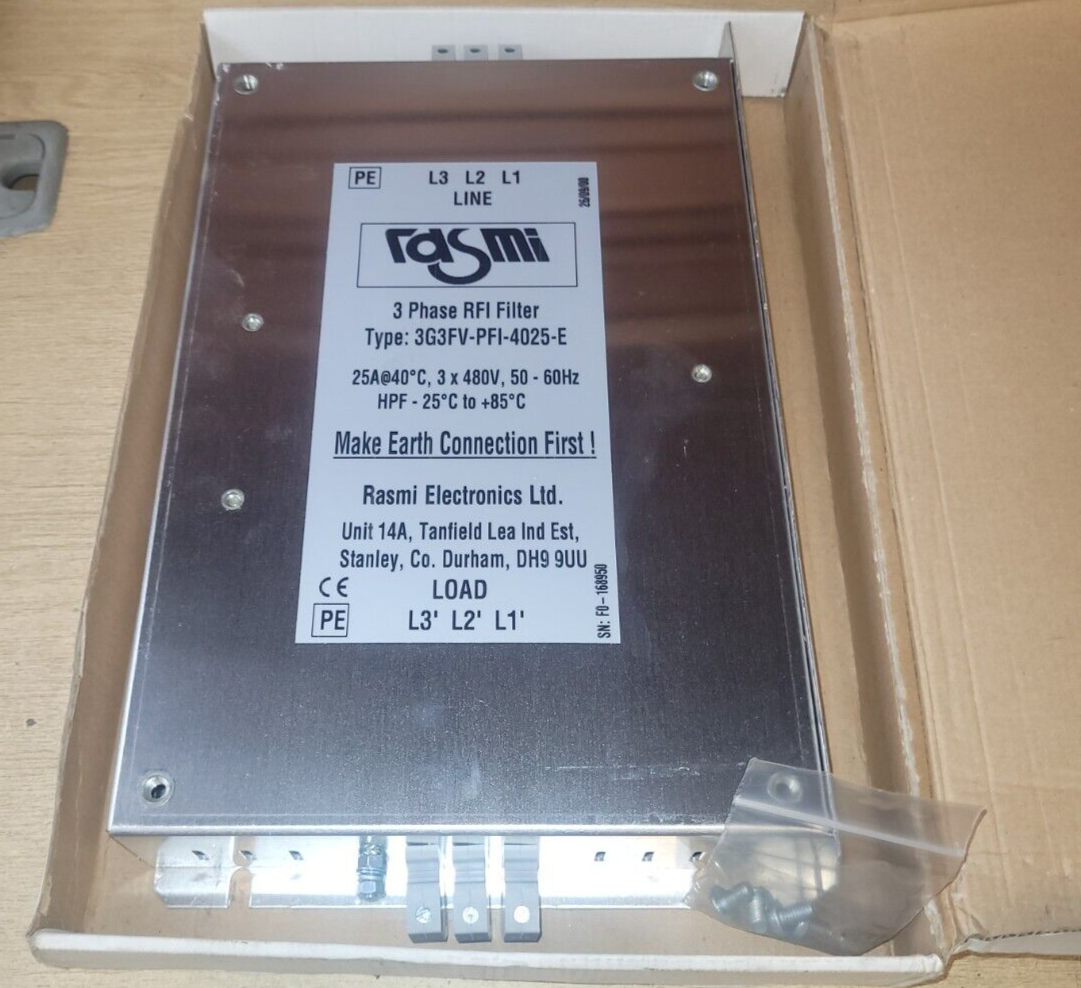 PE L3 L2 L1
LINE
26/09/00
rasmi
3 Phase RFI Filter
Type: 3G3FV-PFI-4025-E
25A@40°C, 3 x 480V, 50 - 60Hz
HPF - 25°C to +85°C
Make Earth Connection First !
Rasmi Electronics Ltd.
Unit 14A, Tanfield Lea Ind Est,
Stanley, Co. Durham, DH9 9UU
CE LOAD
PE L3' L2' L1'
SN: F0-168950